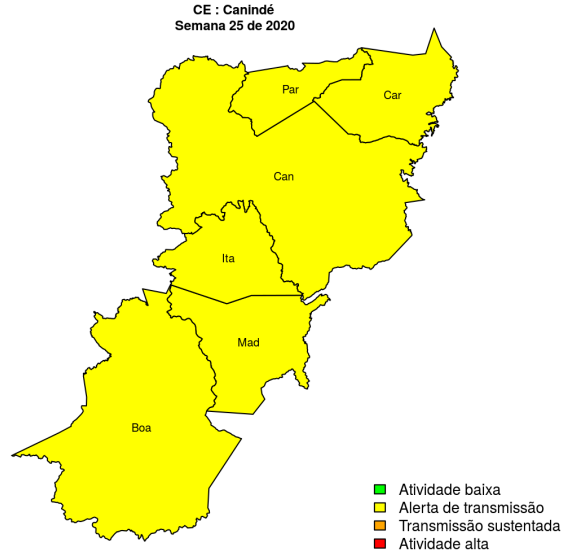 CE : Canindé
Semana 25 de 2020
Par
Car
Can
Ita
Mad
Boa
Atividade baixa
Alerta de transmissão
Transmissão sustentada
Atividade alta